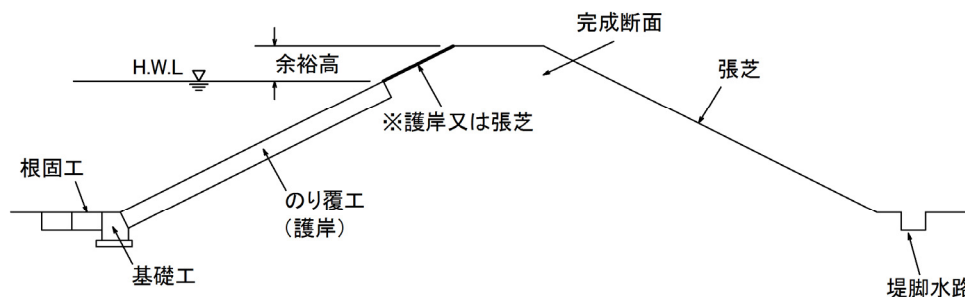 完成断面
H.W.L
余裕高
張芝
※護岸又は張芝
根固工
のり覆工
(護岸)
基礎工
堤脚水路